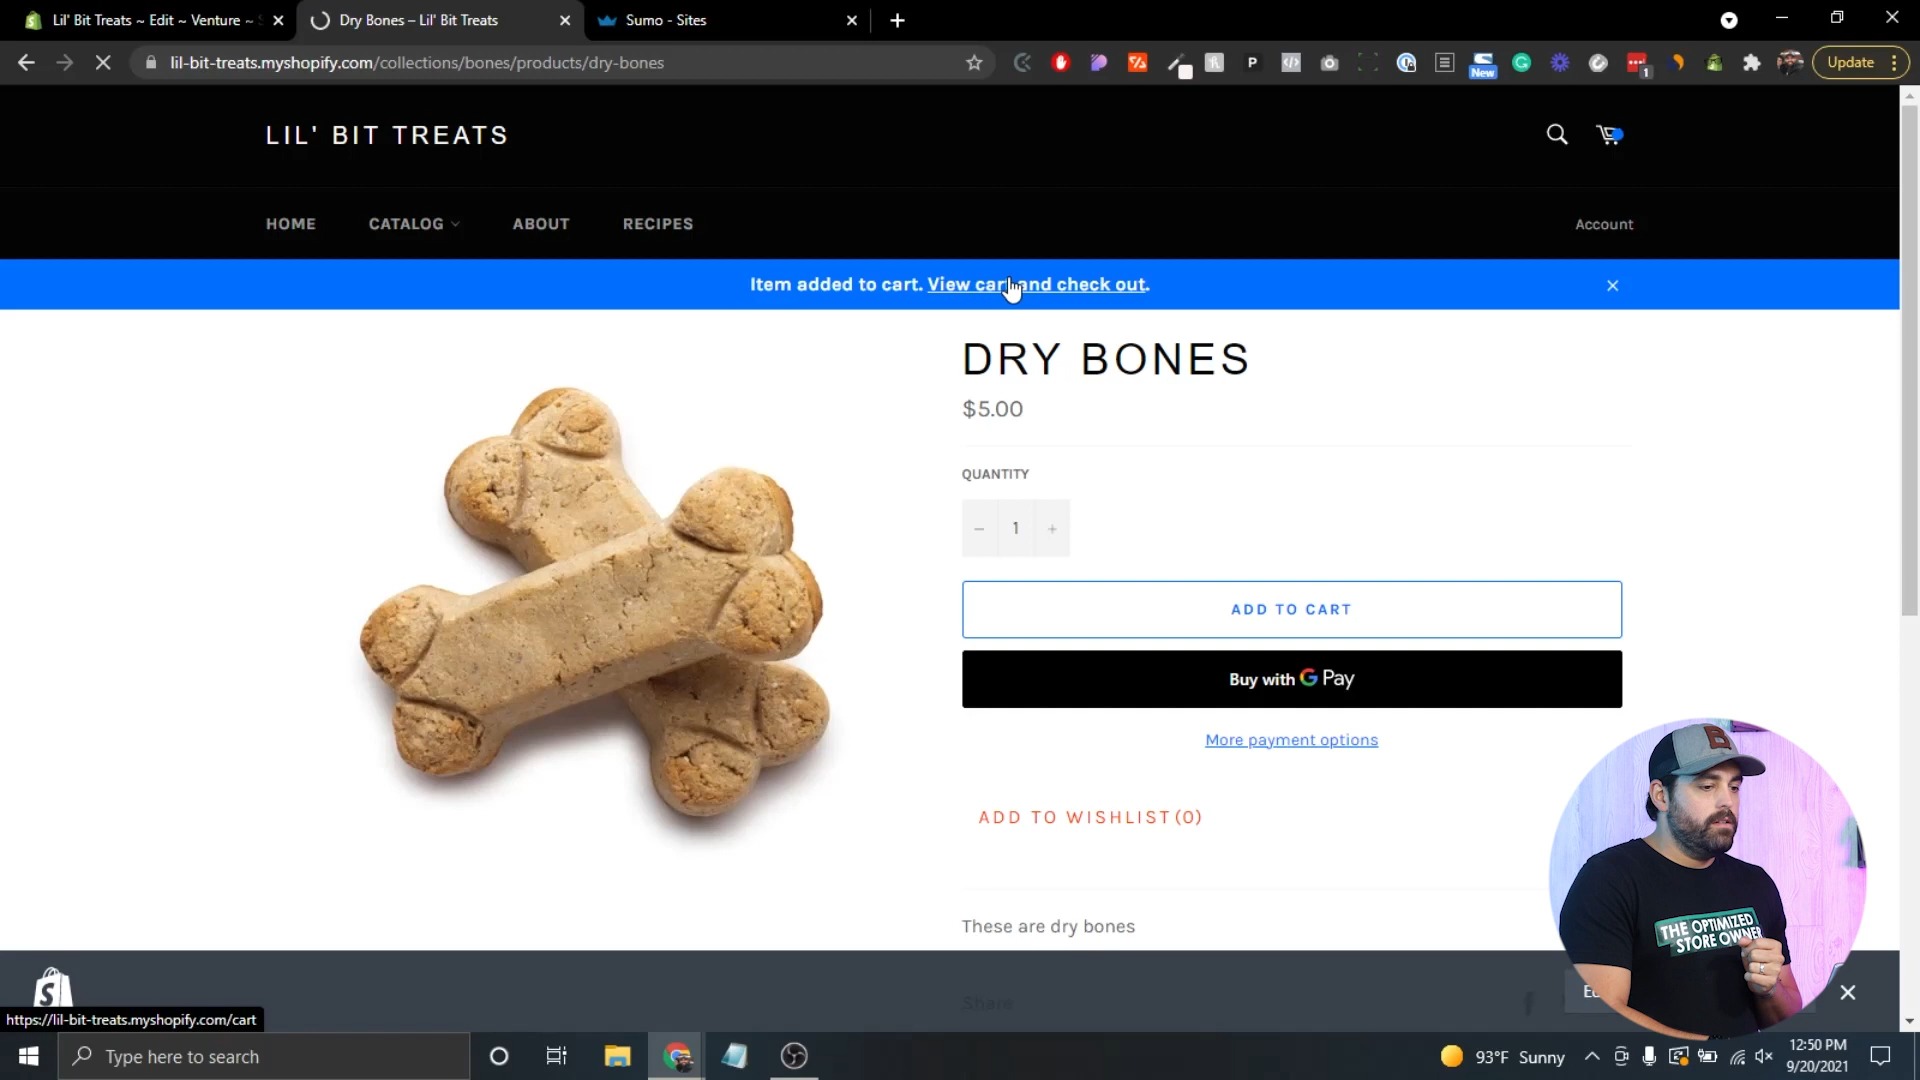 Lil' Bit Treats ~ Edit ~ Venture ~
Dry Bones – Lil' Bit Treats
Sumo - Sites
lil-bit-treats.myshopify.com/collections/bones/products/dry-bones
P
New
1
Update
LIL' BIT TREATS
HOME
CATALOG
ABOUT
RECIPES
Account
Item added to cart. View cart and check out.
DRY BONES
$5.00
QUANTITY
− 1 +
ADD TO CART
Buy with G Pay
More payment options
ADD TO WISHLIST (0)
These are dry bones
Share
THE OPTIMIZED
STORE OWNER
https://lil-bit-treats.myshopify.com/cart
Type here to search
93°F Sunny
12:50 PM
9/20/2021